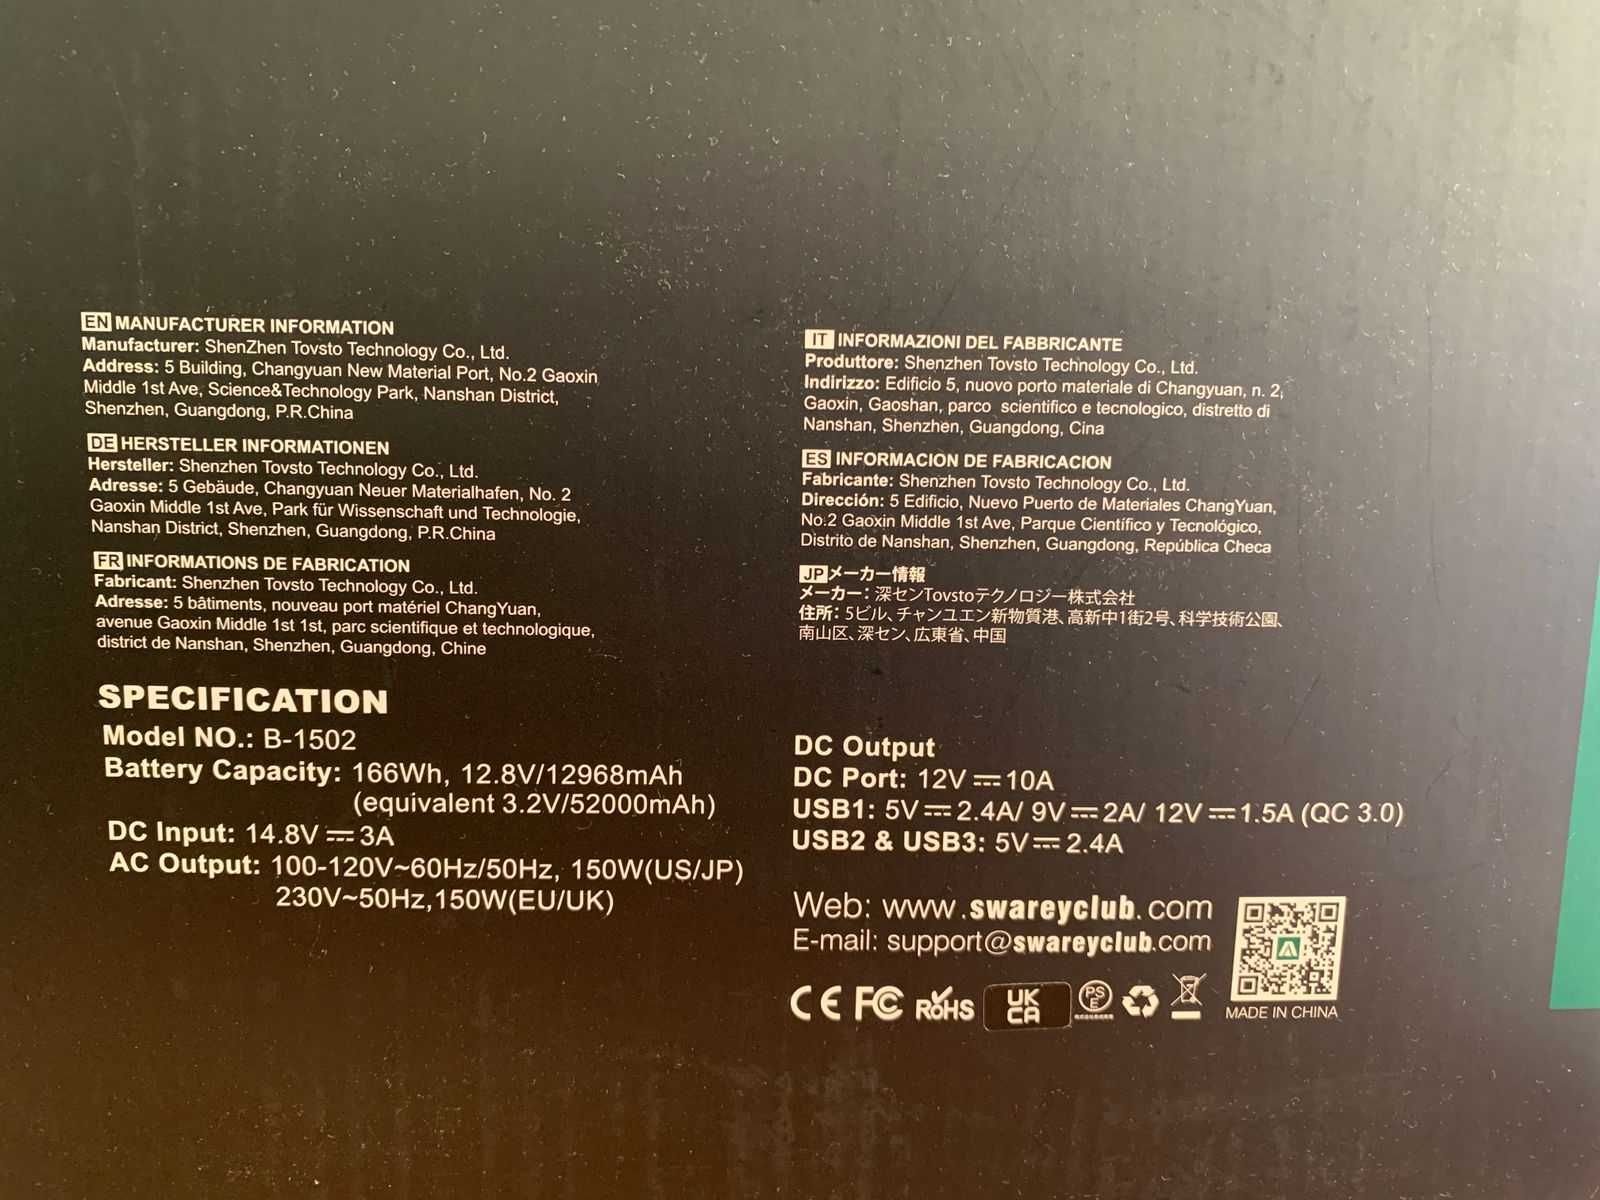 EN MANUFACTURER INFORMATION
Manufacturer: ShenZhen Tovsto Technology Co., Ltd.
Address: 5 Building, Changyuan New Material Port, No.2 Gaoxin
Middle 1st Ave, Science&Technology Park, Nanshan District,
Shenzhen, Guangdong, P.R.China
DE HERSTELLER INFORMATIONEN
Hersteller: Shenzhen Tovsto Technology Co., Ltd.
Adresse: 5 Gebäude, Changyuan Neuer Materialhafen, No. 2
Gaoxin Middle 1st Ave, Park für Wissenschaft und Technologie,
Nanshan District, Shenzhen, Guangdong, P.R.China
FR INFORMATIONS DE FABRICATION
Fabricant: Shenzhen Tovsto Technology Co., Ltd.
Adresse: 5 bâtiments, nouveau port matériel ChangYuan,
avenue Gaoxin Middle 1st 1st, parc scientifique et technologique,
district de Nanshan, Shenzhen, Guangdong, Chine
IT INFORMAZIONI DEL FABBRICANTE
Produttore: Shenzhen Tovsto Technology Co., Ltd.
Indirizzo: Edificio 5, nuovo porto materiale di Changyuan, n. 2,
Gaoxin, Gaoshan, parco scientifico e tecnologico, distretto di
Nanshan, Shenzhen, Guangdong, Cina
ES INFORMACION DE FABRICACION
Fabricante: Shenzhen Tovsto Technology Co., Ltd.
Dirección: 5 Edificio, Nuevo Puerto de Materiales ChangYuan,
No.2 Gaoxin Middle 1st Ave, Parque Científico y Tecnológico,
Distrito de Nanshan, Shenzhen, Guangdong, República Checa
JP メーカー情報
メーカー：深センTovstoテクノロジー株式会社
住所：5ビル、チャンユエン新物質港、高新中1街2号、科学技術公園、
南山区、深セン、広東省、中国
SPECIFICATION
Model NO.: B-1502
Battery Capacity: 166Wh, 12.8V/12968mAh
(equivalent 3.2V/52000mAh)
DC Input: 14.8V⎓3A
AC Output: 100-120V~60Hz/50Hz, 150W(US/JP)
230V~50Hz,150W(EU/UK)
DC Output
DC Port: 12V⎓10A
USB1: 5V⎓2.4A/ 9V⎓2A/ 12V⎓1.5A (QC 3.0)
USB2 & USB3: 5V⎓2.4A
Web: www.swareyclub.com
E-mail: support@swareyclub.com
CE FC RoHS UK CA PS E
MADE IN CHINA